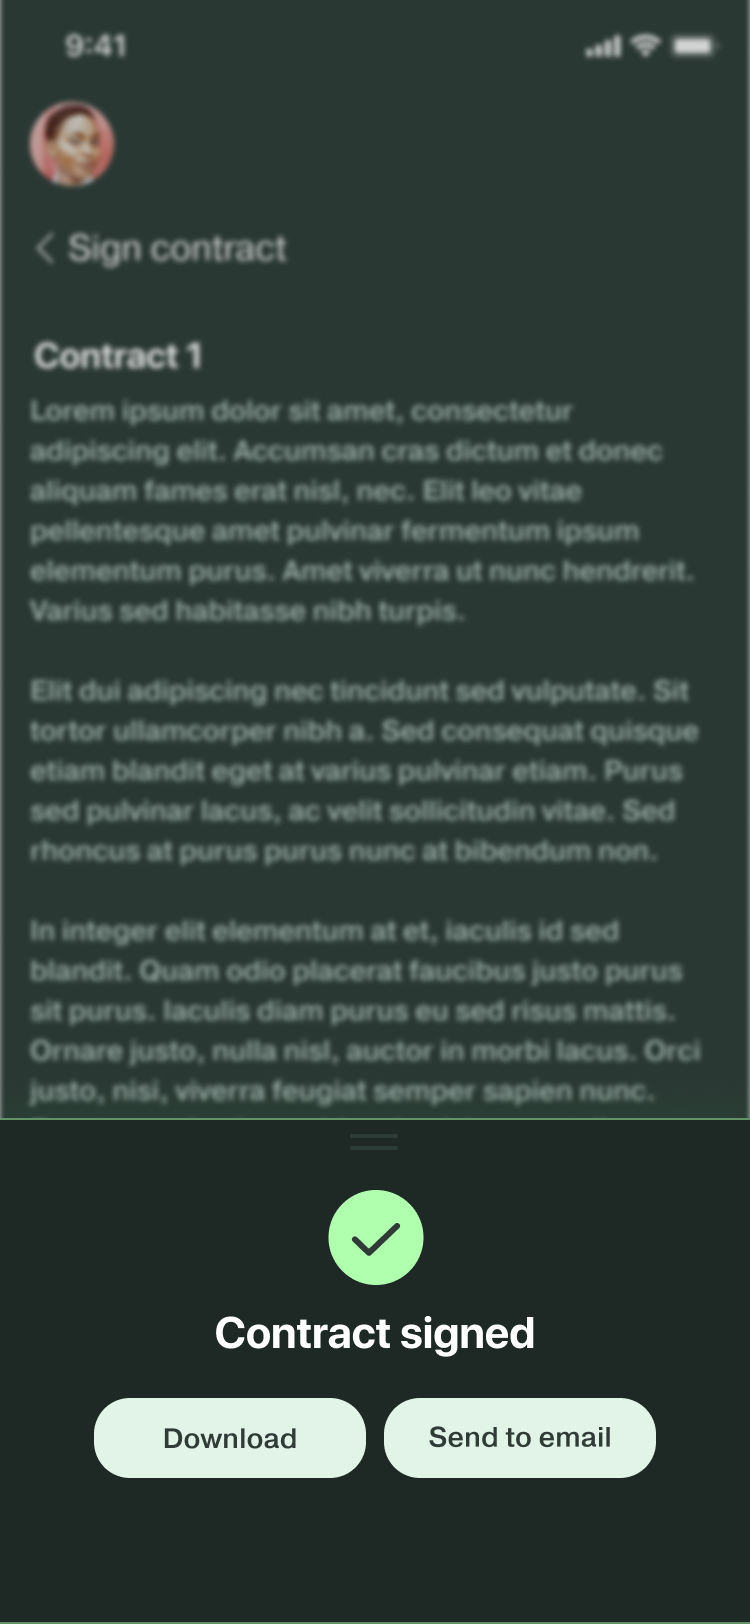 9:41
Sign contract
Contract 1
Lorem ipsum dolor sit amet, consectetur
adipiscing elit. Accumsan cras dictum et donec
aliquam fames erat nisl, nec. Elit leo vitae
pellentesque amet pulvinar fermentum ipsum
elementum purus. Amet viverra ut nunc hendrerit.
Varius sed habitasse nibh turpis.
Elit dui adipiscing nec tincidunt sed vulputate. Sit
tortor ullamcorper nibh a. Sed consequat quisque
etiam blandit eget at varius pulvinar etiam. Purus
sed pulvinar lacus, ac velit sollicitudin vitae. Sed
rhoncus at purus purus nunc at bibendum non.
In integer elit elementum at et, iaculis id sed
blandit. Quam odio placerat faucibus justo purus
sit purus. Iaculis diam purus eu sed risus mattis.
Ornare justo, nulla nisl, auctor in morbi lacus. Orci
justo, nisi, viverra feugiat semper sapien nunc.
Contract signed
Download
Send to email